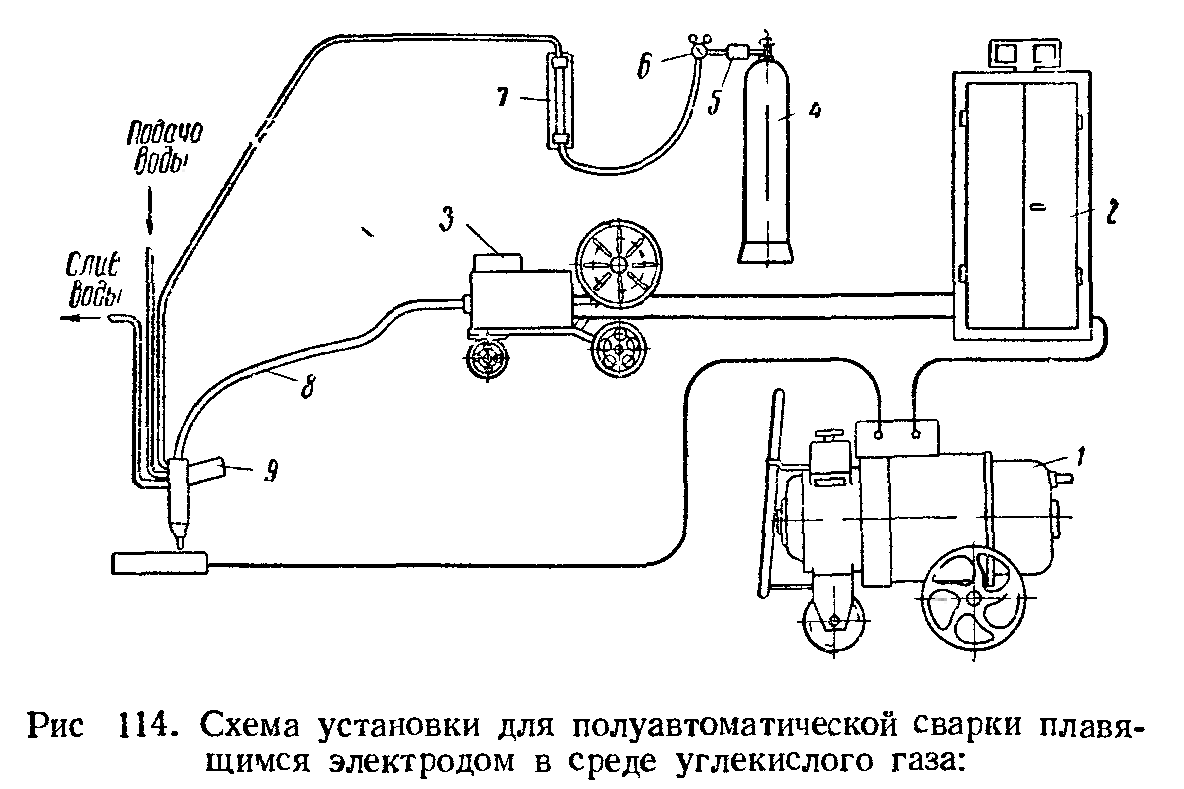 Подача
воды
Слив
воды
1
2
3
4
5
6
7
8
9
Рис 114. Схема установки для полуавтоматической сварки плавя-
щимся электродом в среде углекислого газа: